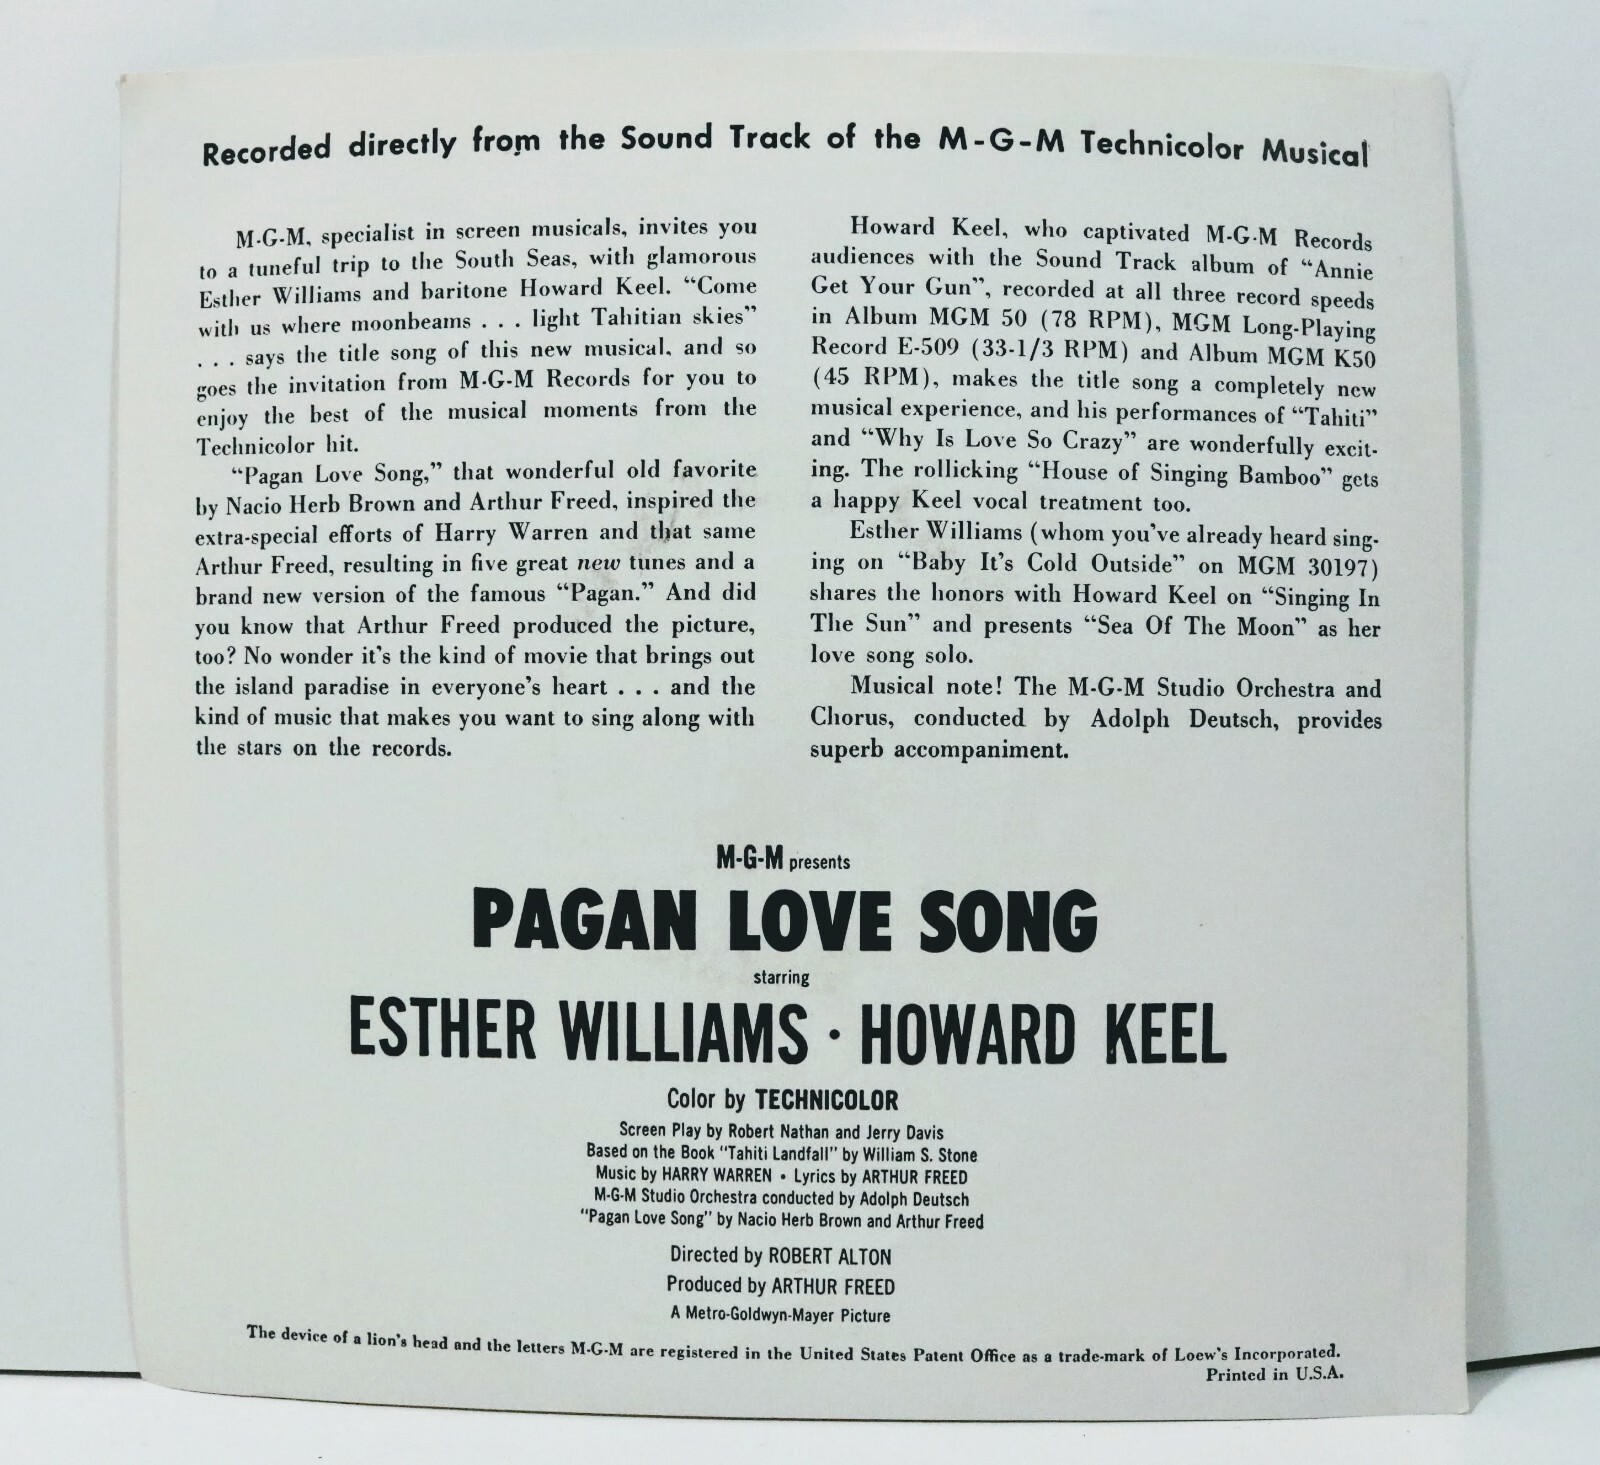 Recorded directly from the Sound Track of the M-G-M Technicolor Musical
M-G-M, specialist in screen musicals, invites you
to a tuneful trip to the South Seas, with glamorous
Esther Williams and baritone Howard Keel. “Come
with us where moonbeams . . . light Tahitian skies”
. . . says the title song of this new musical, and so
goes the invitation from M-G-M Records for you to
enjoy the best of the musical moments from the
Technicolor hit.
“Pagan Love Song,” that wonderful old favorite
by Nacio Herb Brown and Arthur Freed, inspired the
extra-special efforts of Harry Warren and that same
Arthur Freed, resulting in five great new tunes and a
brand new version of the famous “Pagan.” And did
you know that Arthur Freed produced the picture,
too? No wonder it's the kind of movie that brings out
the island paradise in everyone's heart . . . and the
kind of music that makes you want to sing along with
the stars on the records.
Howard Keel, who captivated M-G-M Records
audiences with the Sound Track album of “Annie
Get Your Gun”, recorded at all three record speeds
in Album MGM 50 (78 RPM), MGM Long-Playing
Record E-509 (33-1/3 RPM) and Album MGM K50
(45 RPM), makes the title song a completely new
musical experience, and his performances of “Tahiti”
and “Why Is Love So Crazy” are wonderfully excit-
ing. The rollicking “House of Singing Bamboo” gets
a happy Keel vocal treatment too.
Esther Williams (whom you've already heard sing-
ing on “Baby It's Cold Outside” on MGM 30197)
shares the honors with Howard Keel on “Singing In
The Sun” and presents “Sea Of The Moon” as her
love song solo.
Musical note! The M-G-M Studio Orchestra and
Chorus, conducted by Adolph Deutsch, provides
superb accompaniment.
M-G-M presents
PAGAN LOVE SONG
starring
ESTHER WILLIAMS · HOWARD KEEL
Color by TECHNICOLOR
Screen Play by Robert Nathan and Jerry Davis
Based on the Book "Tahiti Landfall" by William S. Stone
Music by HARRY WARREN • Lyrics by ARTHUR FREED
M-G-M Studio Orchestra conducted by Adolph Deutsch
"Pagan Love Song" by Nacio Herb Brown and Arthur Freed
Directed by ROBERT ALTON
Produced by ARTHUR FREED
A Metro-Goldwyn-Mayer Picture
The device of a lion's head and the letters M-G-M are registered in the United States Patent Office as a trade-mark of Loew's Incorporated.
Printed in U.S.A.